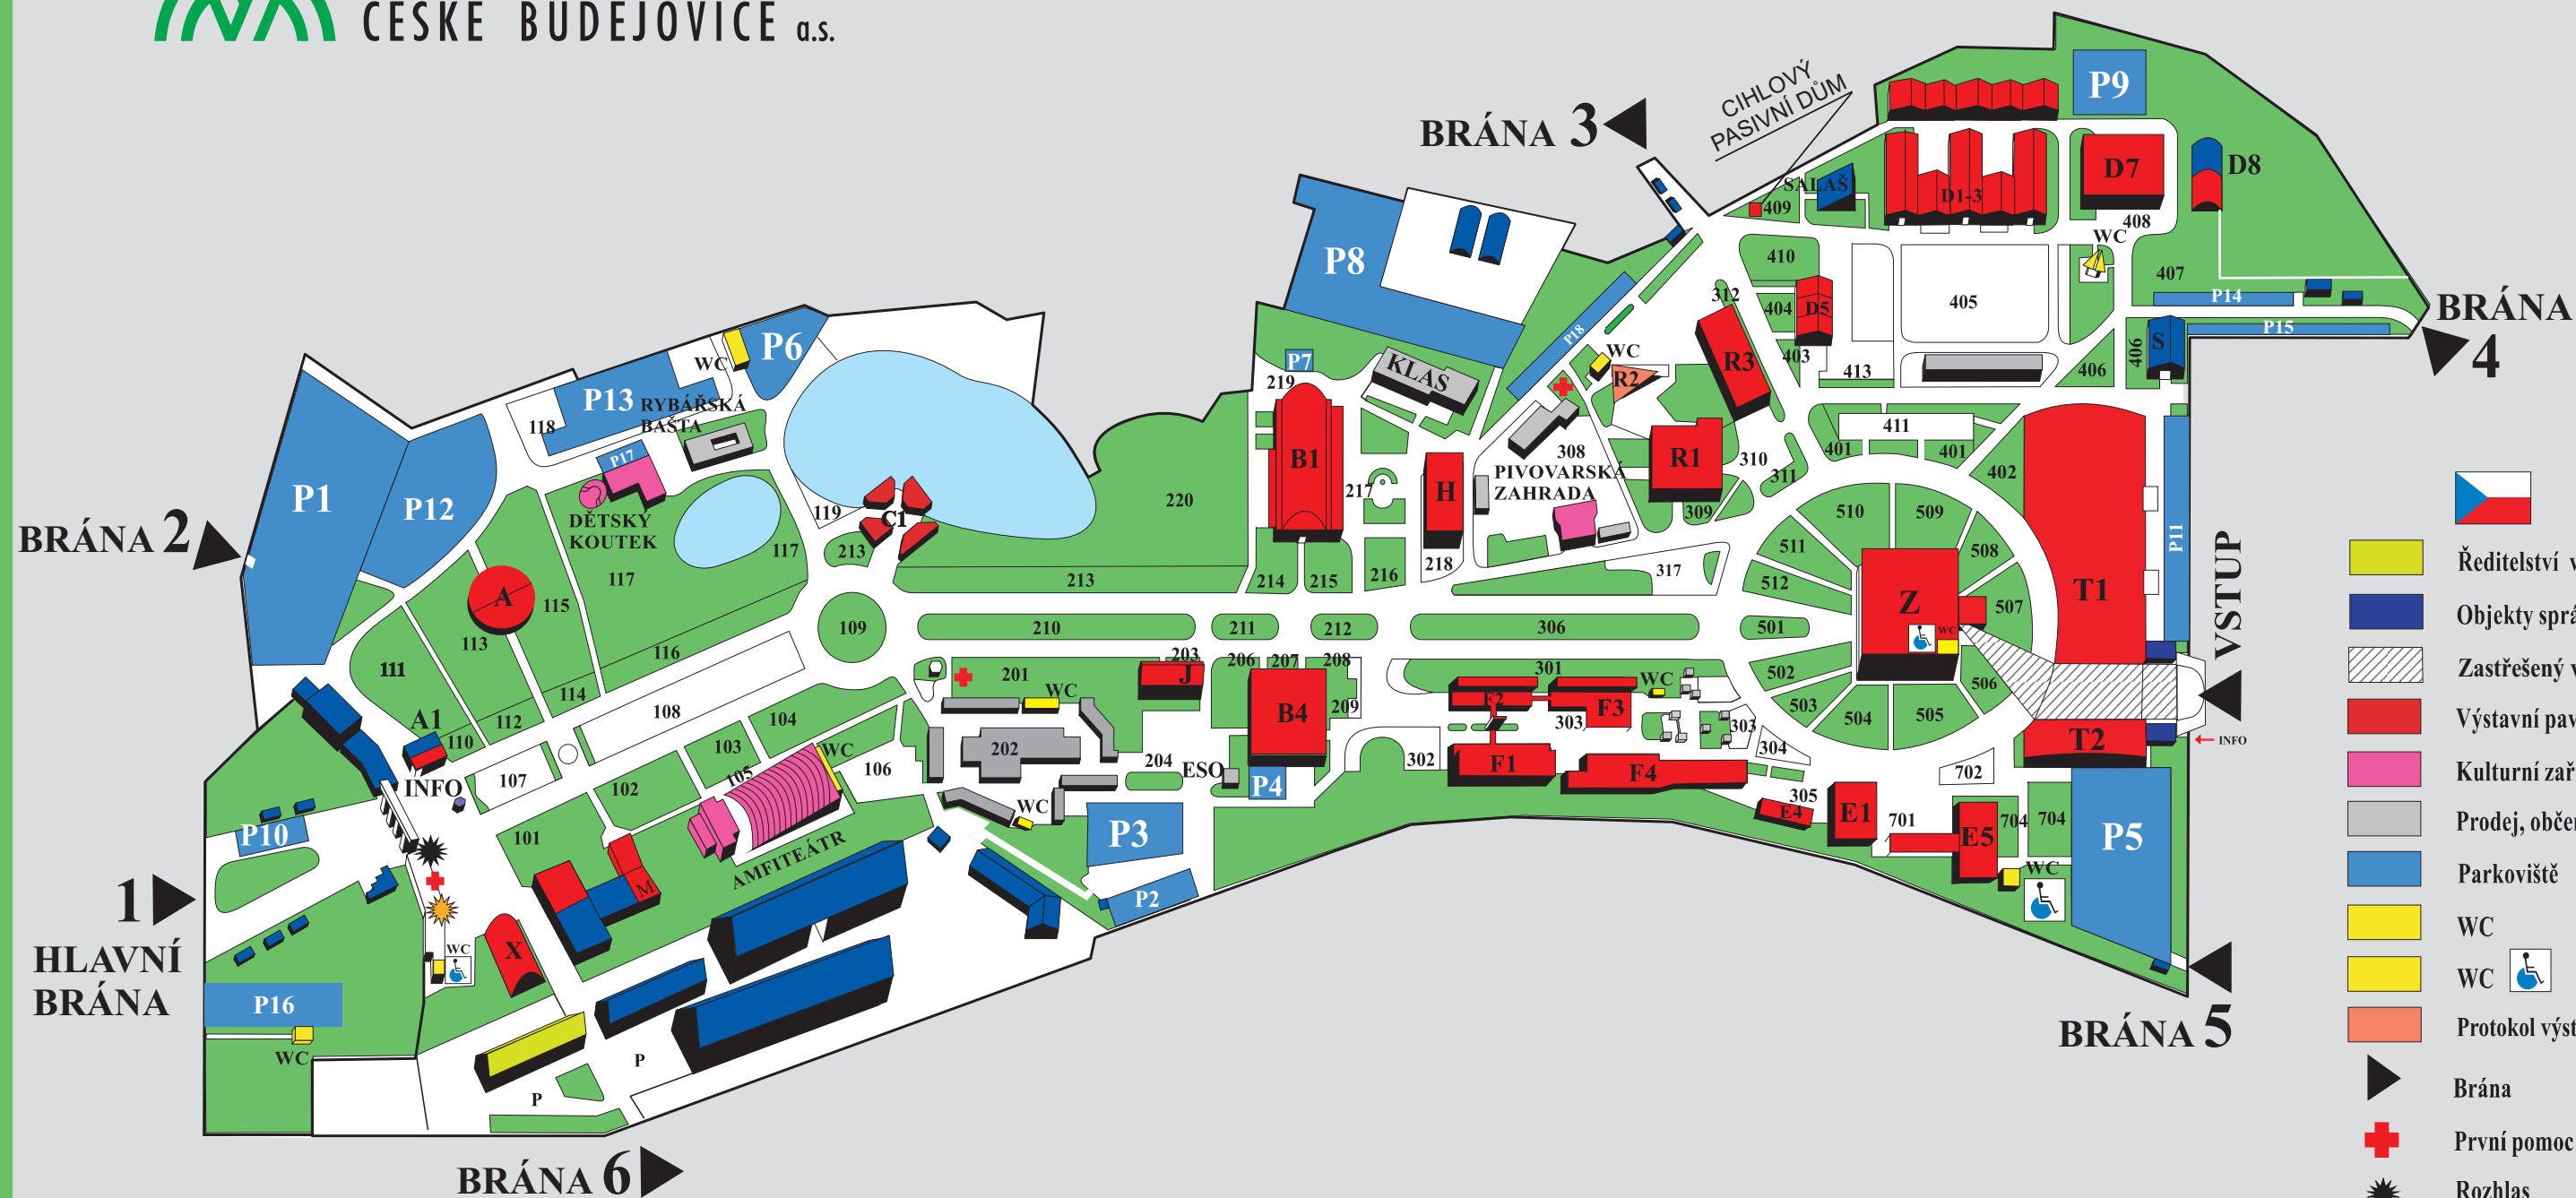 ČESKÉ BUDĚJOVICE a.s.
CIHLOVÝ
PASIVNÍ DŮM
BRÁNA 3
P9
D7
D8
D1-3
SALAŠ
409
408
WC
410
407
405
404
D5
312
403
413
P14
P15
BRÁNA
4
S
406
406
P8
P18
P7
219
KLAS
WC
R2
R3
R1
308
PIVOVARSKÁ
ZAHRADA
310
311
309
411
401
401
402
P6
WC
P13
RYBÁŘSKÁ
BAŠTA
118
P17
P1
P12
DĚTSKÝ
KOUTEK
BRÁNA 2
119
C1
213
117
117
220
B1
217
H
218
214
215
216
213
317
510
509
511
508
512
507
Z
WC
T1
P11
VSTUP
A
115
113
116
111
114
112
109
210
211
212
306
501
502
503
504
505
506
A1
110
108
104
103
105
WC
106
107
102
INFO
101
AMFITEÁTR
M
201
WC
203
J
206
207
208
202
204
ESO
WC
B4
209
P4
P3
P2
301
F2
F3
303
WC
303
304
302
F1
F4
305
E4
E1
701
E5
704
704
702
T2
INFO
P5
WC
P10
1
HLAVNÍ
BRÁNA
P16
WC
WC
X
P
P
BRÁNA 6
BRÁNA 5
Ředitelství v
Objekty sprá
Zastřešený v
Výstavní pav
Kulturní zař
Prodej, občer
Parkoviště
WC
WC
Protokol výst
Brána
První pomoc
Rozhlas